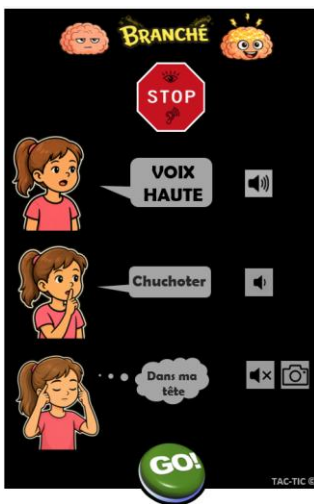 BRANCHÉ
STOP
VOIX
HAUTE
Chuchoter
Dans ma
tête
GO!
TAC-TIC ©